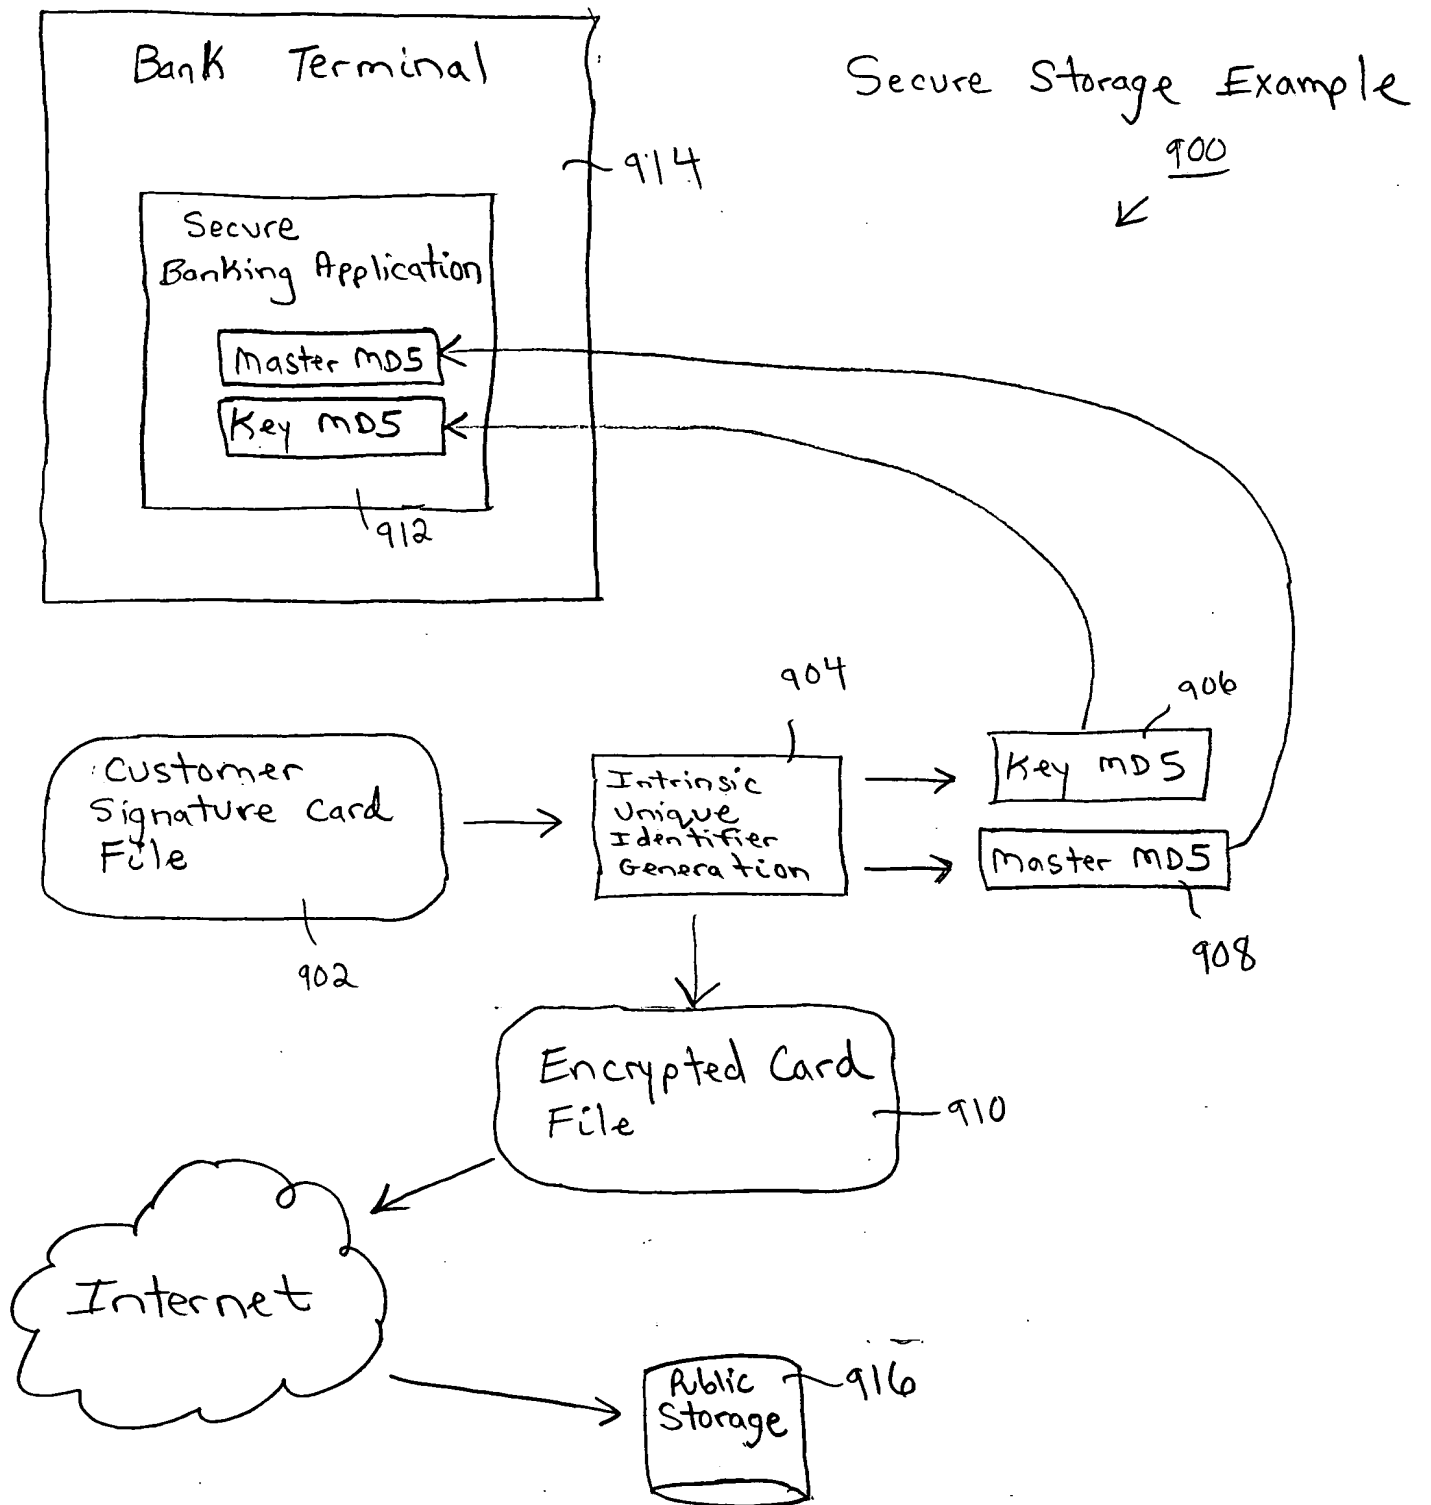 Bank Terminal
Secure Storage Example
900
914
Secure
Banking Application
Master MD5
Key MD5
912
904
906
Customer
Signature Card
File
Intrinsic
Unique
Identifier
Generation
Key MD5
Master MD5
902
908
Encrypted Card
File
910
Internet
Public
Storage
916